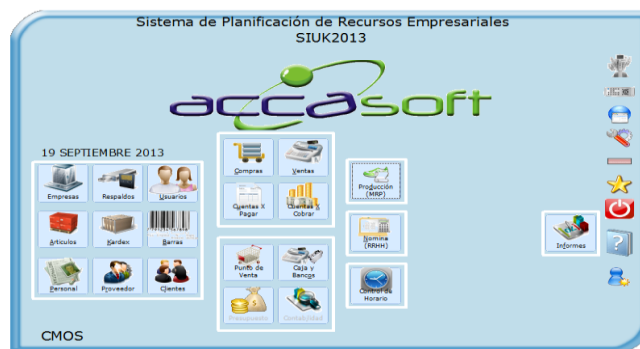 Sistema de Planificación de Recursos Empresariales
SIUK2013
accasoft
19 SEPTIEMBRE 2013
Empresas
Respaldos
Usuarios
Articulos
Kardex
Barras
Personal
Proveedor
Clientes
Compras
Ventas
Cuentas X
Pagar
Cuentas X
Cobrar
Punto de
Venta
Caja y
Bancos
Presupuesto
Contabilidad
Producción
(MRP)
Nomina
(RRHH)
Control de
Horario
Informes
CMOS